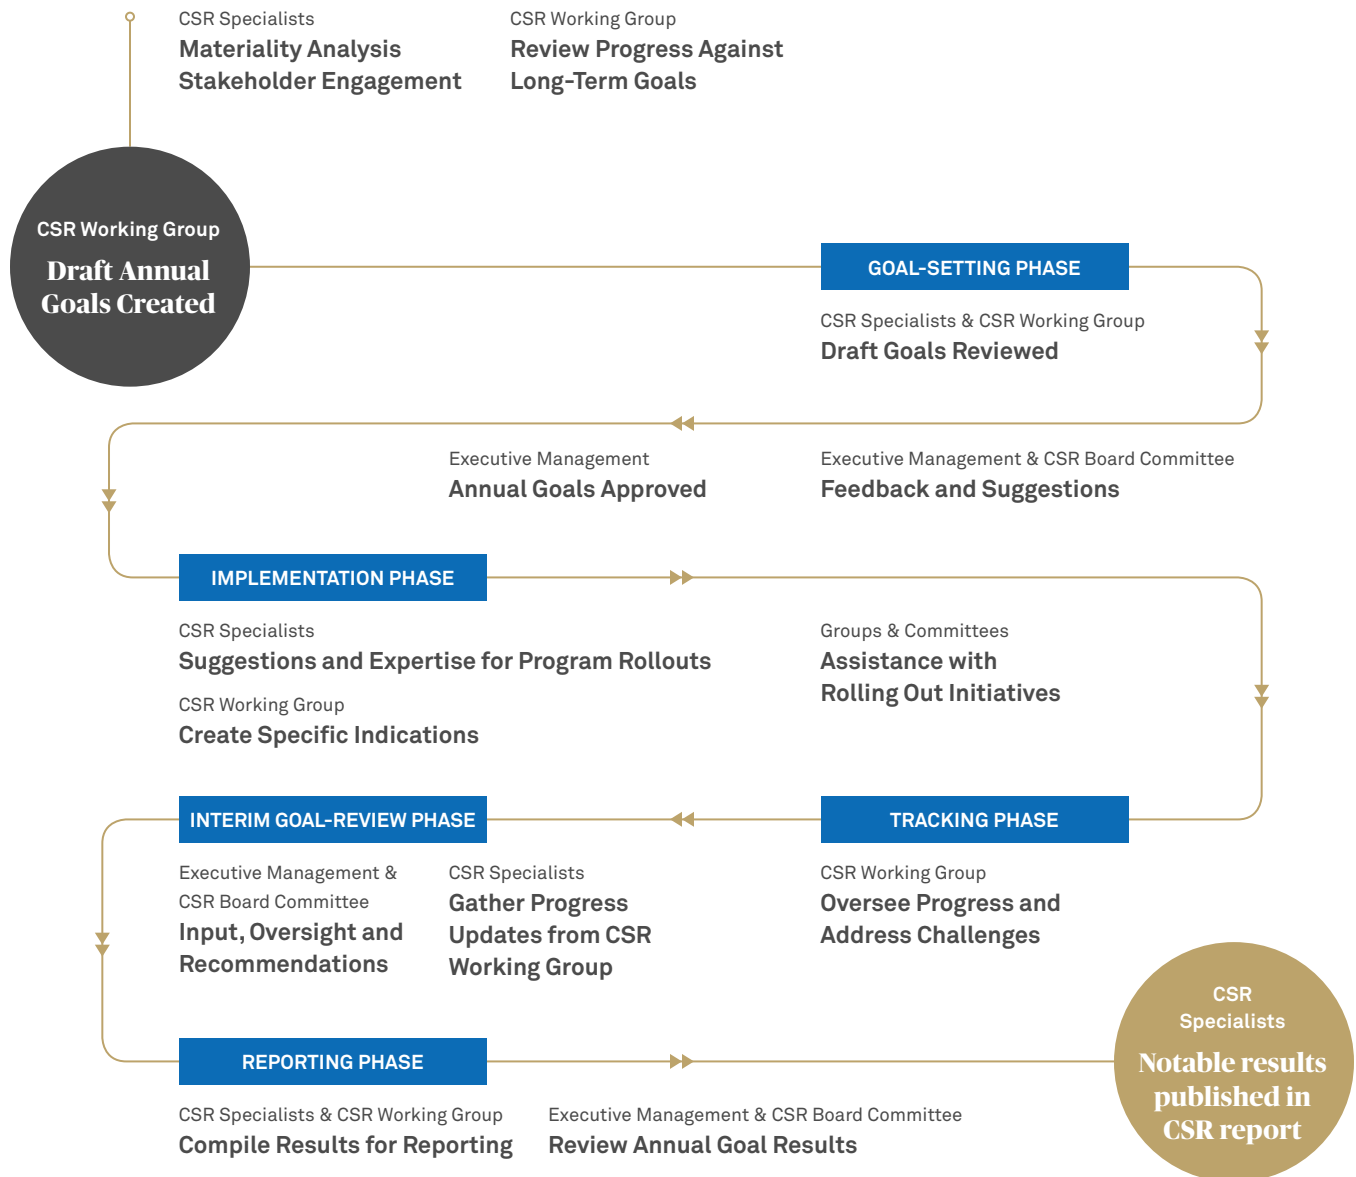 CSR Specialists
Materiality Analysis
Stakeholder Engagement
CSR Working Group
Review Progress Against
Long-Term Goals
CSR Working Group
Draft Annual
Goals Created
GOAL-SETTING PHASE
CSR Specialists & CSR Working Group
Draft Goals Reviewed
Executive Management & CSR Board Committee
Feedback and Suggestions
Executive Management
Annual Goals Approved
IMPLEMENTATION PHASE
CSR Specialists
Suggestions and Expertise for Program Rollouts
CSR Working Group
Create Specific Indications
Groups & Committees
Assistance with
Rolling Out Initiatives
TRACKING PHASE
CSR Working Group
Oversee Progress and
Address Challenges
INTERIM GOAL-REVIEW PHASE
Executive Management &
CSR Board Committee
Input, Oversight and
Recommendations
CSR Specialists
Gather Progress
Updates from CSR
Working Group
REPORTING PHASE
CSR Specialists & CSR Working Group
Compile Results for Reporting
Executive Management & CSR Board Committee
Review Annual Goal Results
CSR
Specialists
Notable results
published in
CSR report